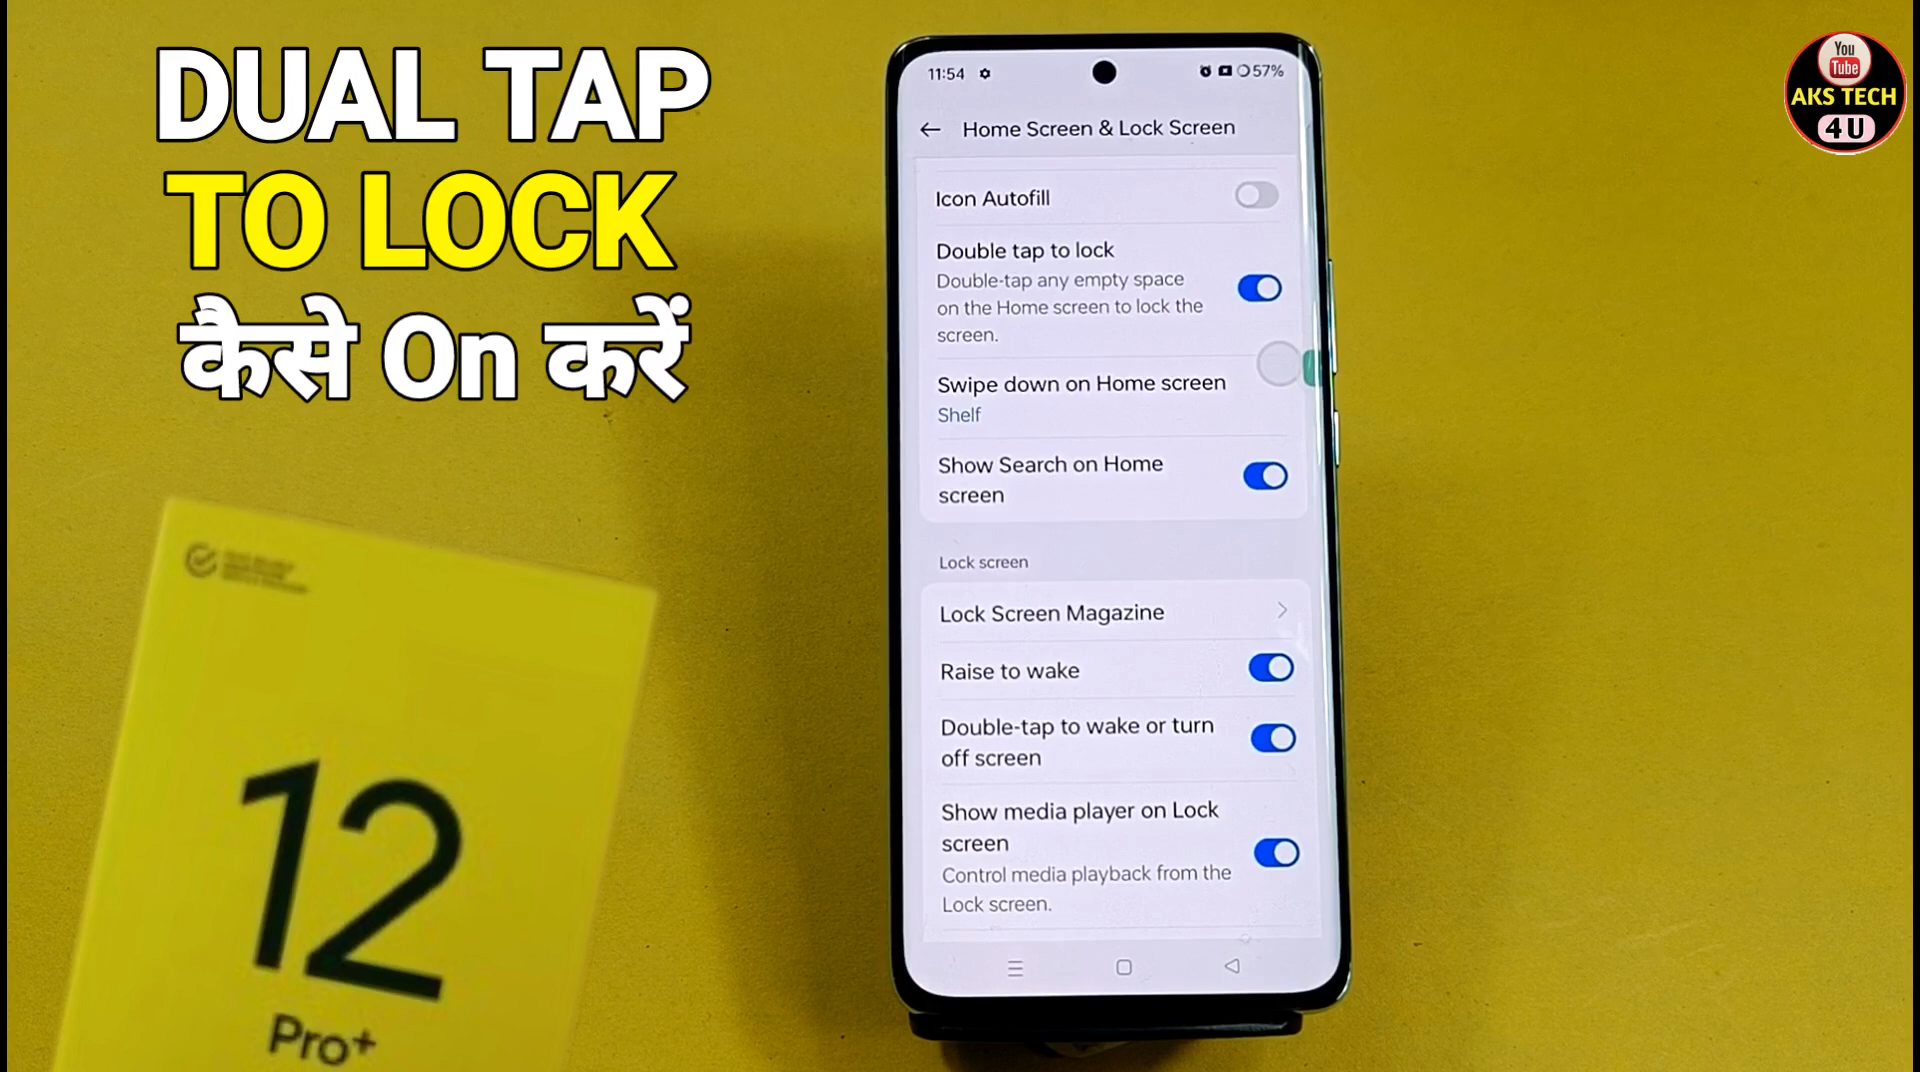 DUAL TAP
TO LOCK
कैसे On करें
You
Tube
AKS TECH
4U
11:54
57%
Home Screen & Lock Screen
Icon Autofill
Double tap to lock
Double-tap any empty space
on the Home screen to lock the
screen.
Swipe down on Home screen
Shelf
Show Search on Home
screen
Lock screen
Lock Screen Magazine
Raise to wake
Double-tap to wake or turn
off screen
Show media player on Lock
screen
Control media playback from the
Lock screen.
12
Pro+